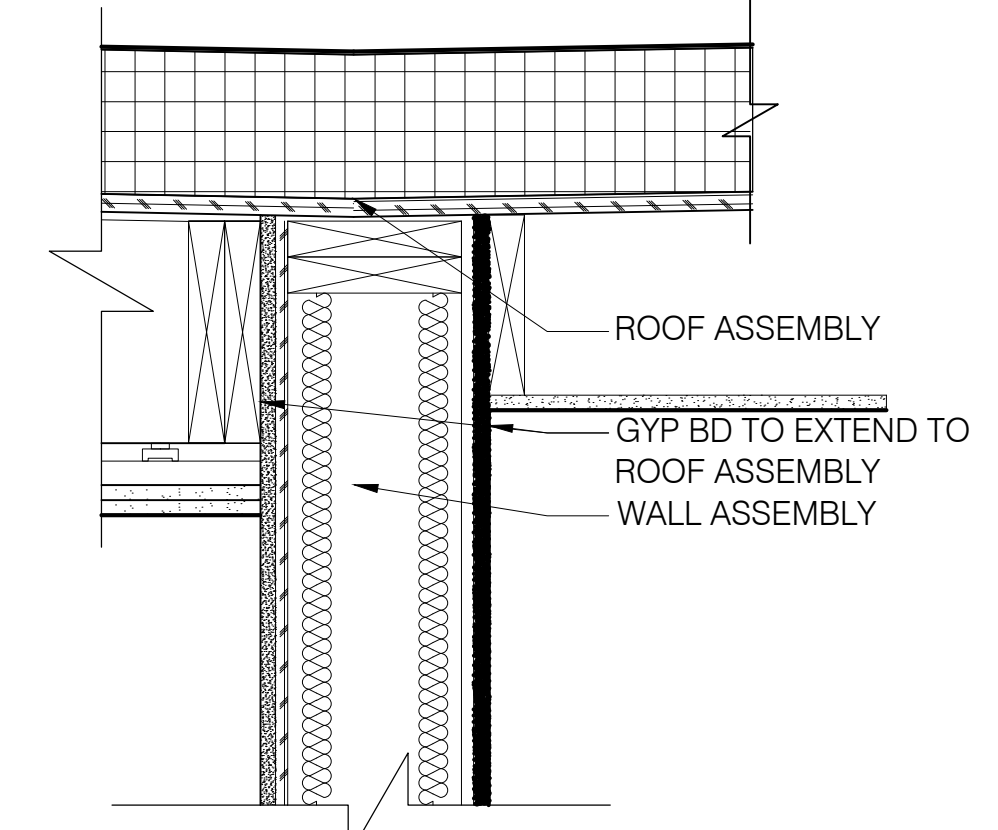 ROOF ASSEMBLY
GYP BD TO EXTEND TO
ROOF ASSEMBLY
WALL ASSEMBLY